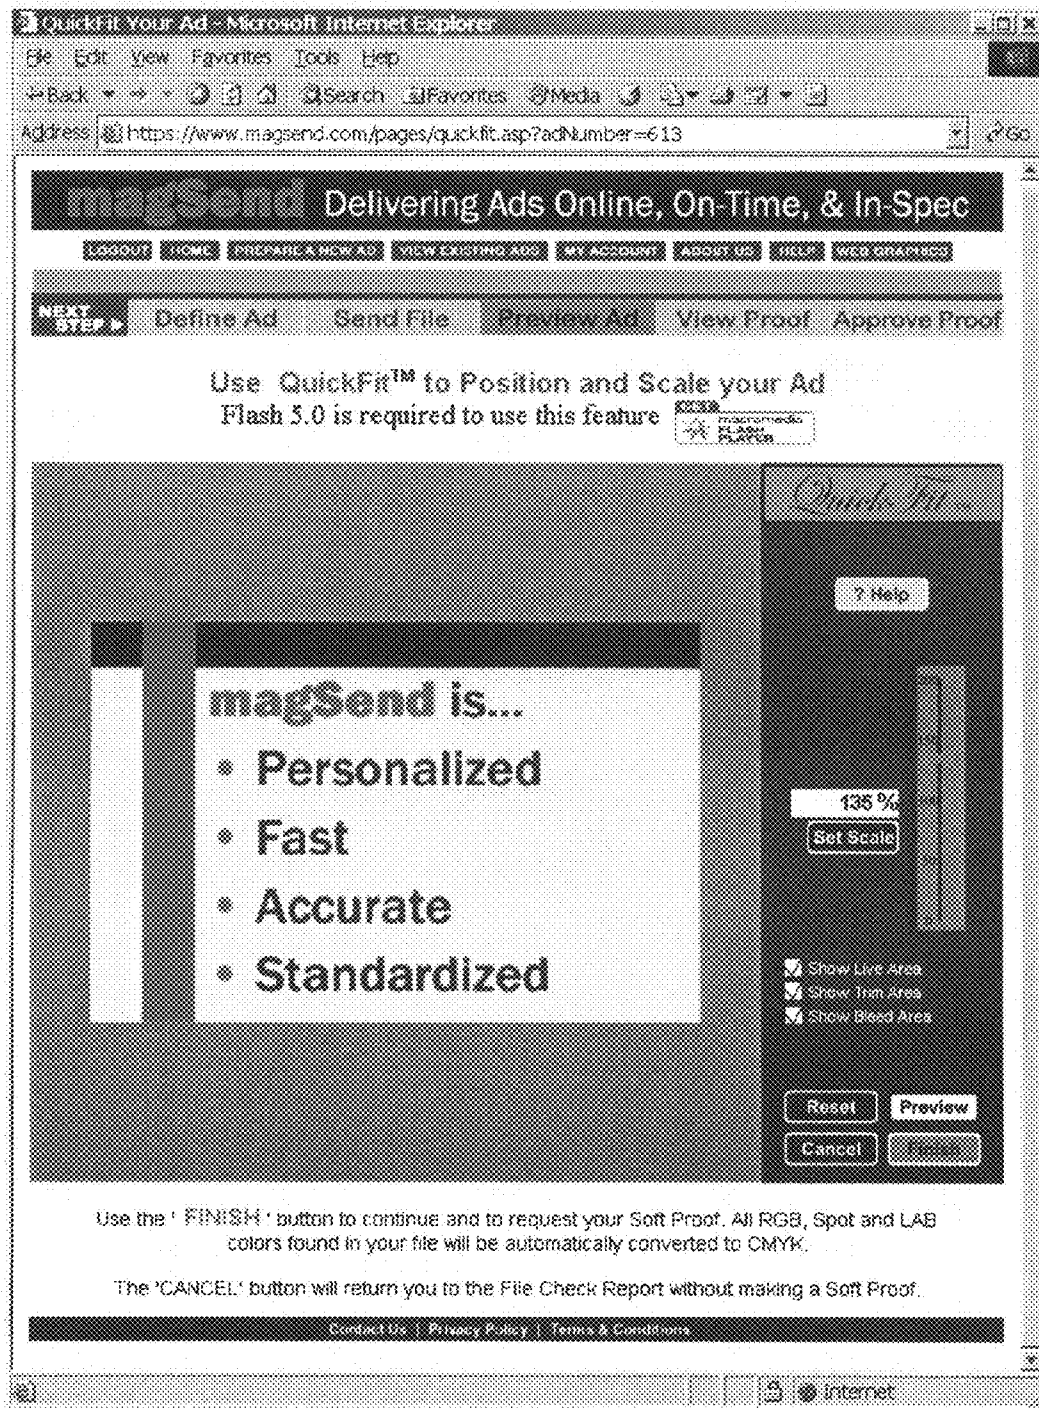 QuickFit Your Ad - Microsoft Internet Explorer
File Edit View Favorites Tools Help
Back Search Favorites Media
Address https://www.magsend.com/pages/quickfit.asp?adNumber=613 Go
magSend Delivering Ads Online, On-Time, & In-Spec
LOGOUT HOME PREPARE A NEW AD VIEW EXISTING ADS MY ACCOUNT ABOUT US HELP WEB GRAPHICS
NEXT STEP Define Ad Send File Preview Ad View Proof Approve Proof
Use QuickFit™ to Position and Scale your Ad
Flash 5.0 is required to use this feature
macromedia
FLASH
PLAYER
Quick Fit
? Help
magSend is...
• Personalized
• Fast
• Accurate
• Standardized
135 %
Set Scale
Show Live Area
Show Trim Area
Show Bleed Area
Reset Preview
Cancel Finish
Use the ' FINISH ' button to continue and to request your Soft Proof. All RGB, Spot and LAB
colors found in your file will be automatically converted to CMYK.
The 'CANCEL' button will return you to the File Check Report without making a Soft Proof.
Contact Us | Privacy Policy | Terms & Conditions
Internet